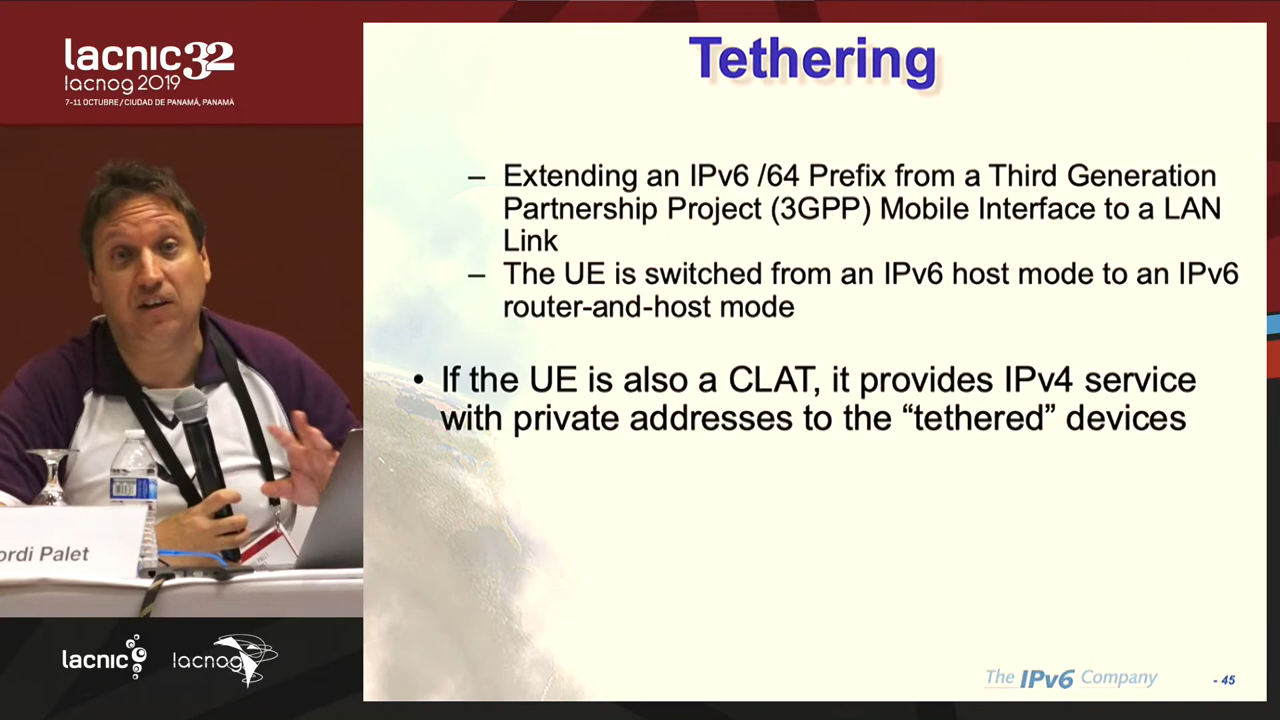 lacnic 32
lacnog 2019
7-11 OCTUBRE / CIUDAD DE PANAMÁ, PANAMÁ
Tethering
– Extending an IPv6 /64 Prefix from a Third Generation
Partnership Project (3GPP) Mobile Interface to a LAN
Link
– The UE is switched from an IPv6 host mode to an IPv6
router-and-host mode
• If the UE is also a CLAT, it provides IPv4 service
with private addresses to the “tethered” devices
ordi Palet
lacnic
lacnog
The IPv6 Company
- 45